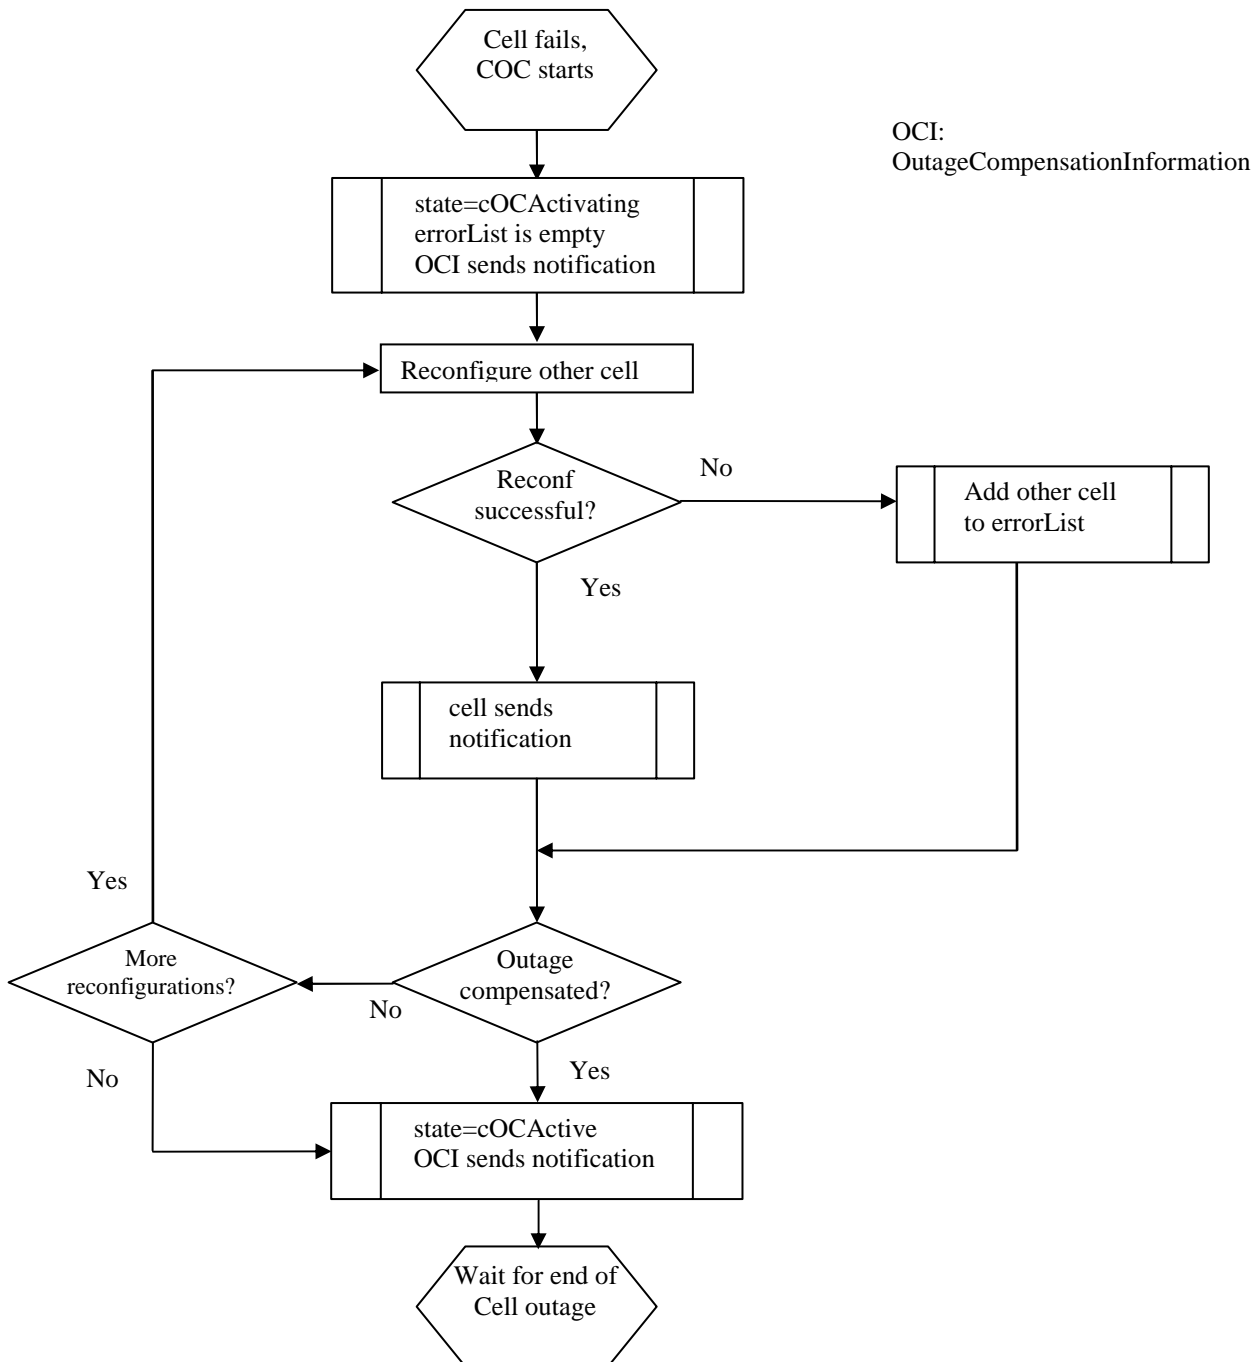 Cell fails,
COC starts
OCI:
OutageCompensationInformation
state=cOCActivating
errorList is empty
OCI sends notification
Reconfigure other cell
Reconf
successful?
No
Add other cell
to errorList
Yes
cell sends
notification
Yes
More
reconfigurations?
Outage
compensated?
No
No
Yes
state=cOCActive
OCI sends notification
Wait for end of
Cell outage